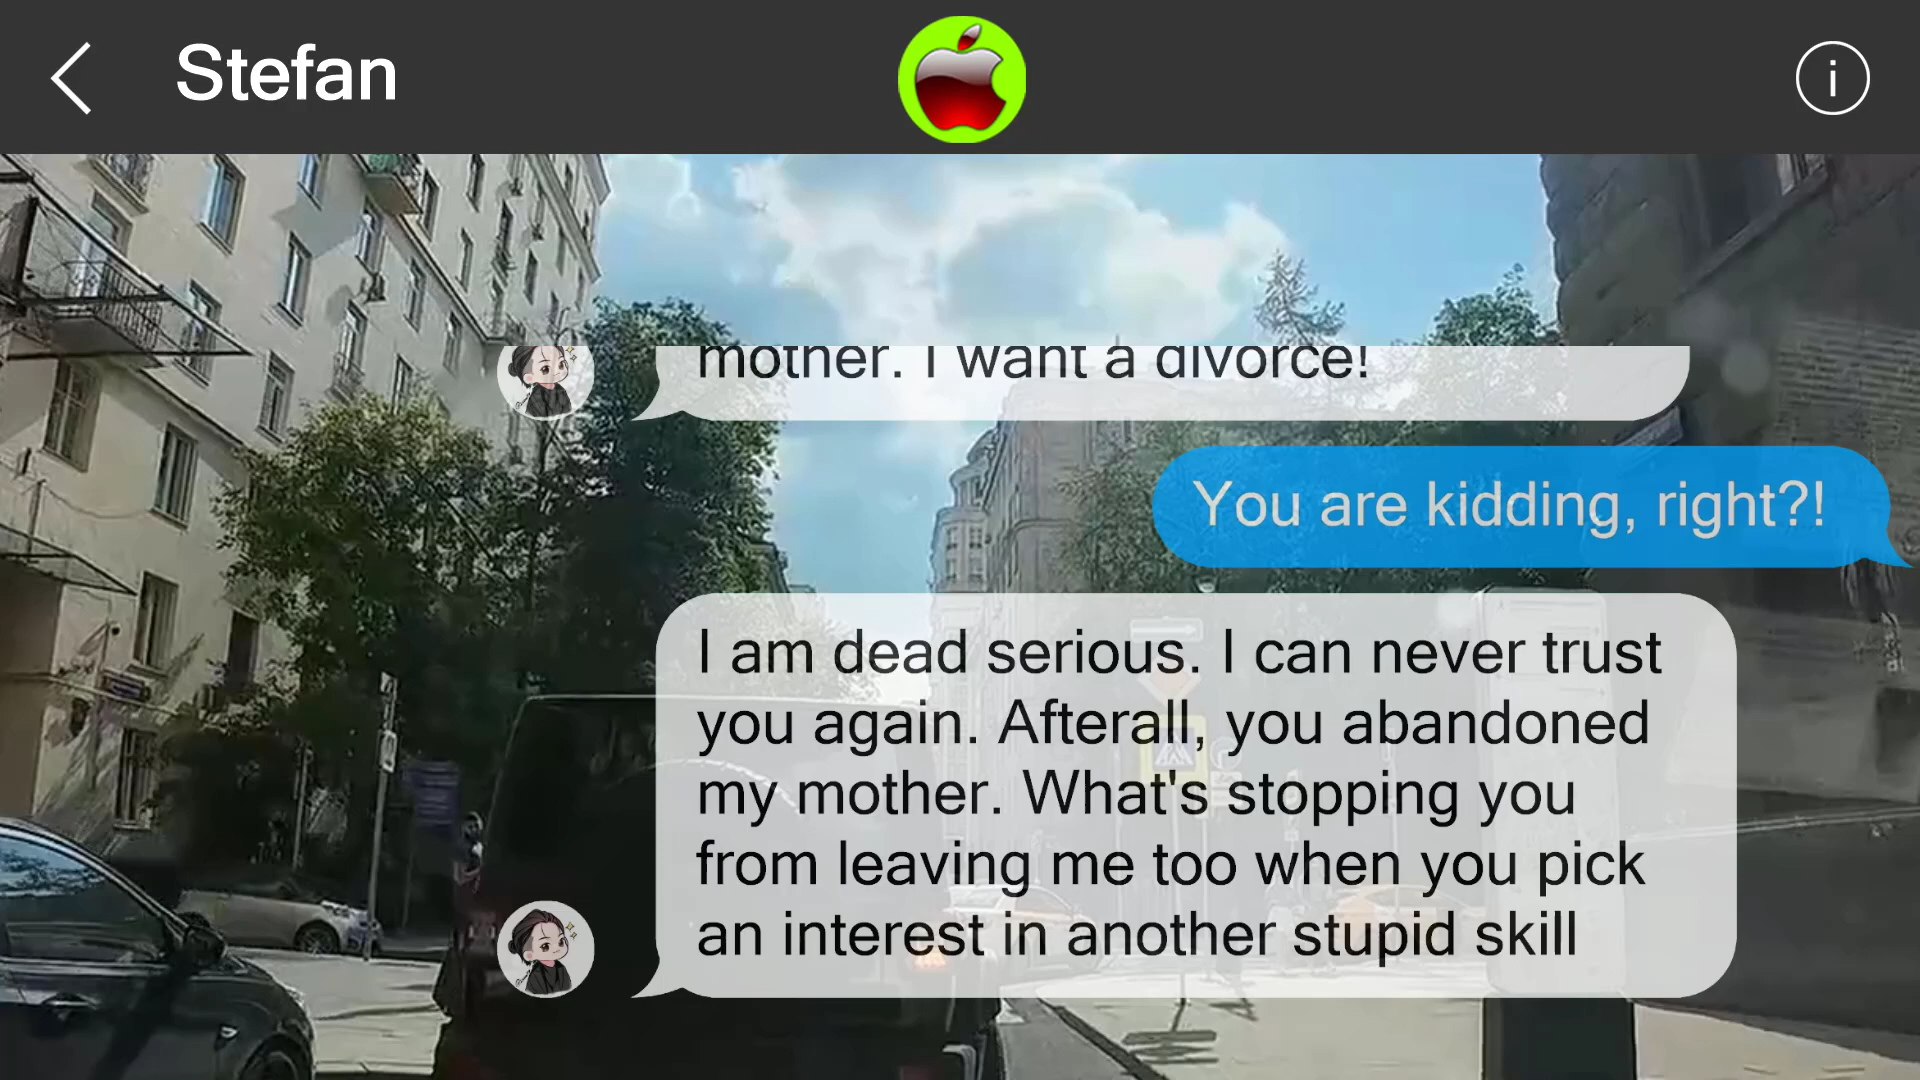 Stefan
i
mother. I want a divorce!
You are kidding, right?!
I am dead serious. I can never trust
you again. Afterall, you abandoned
my mother. What's stopping you
from leaving me too when you pick
an interest in another stupid skill